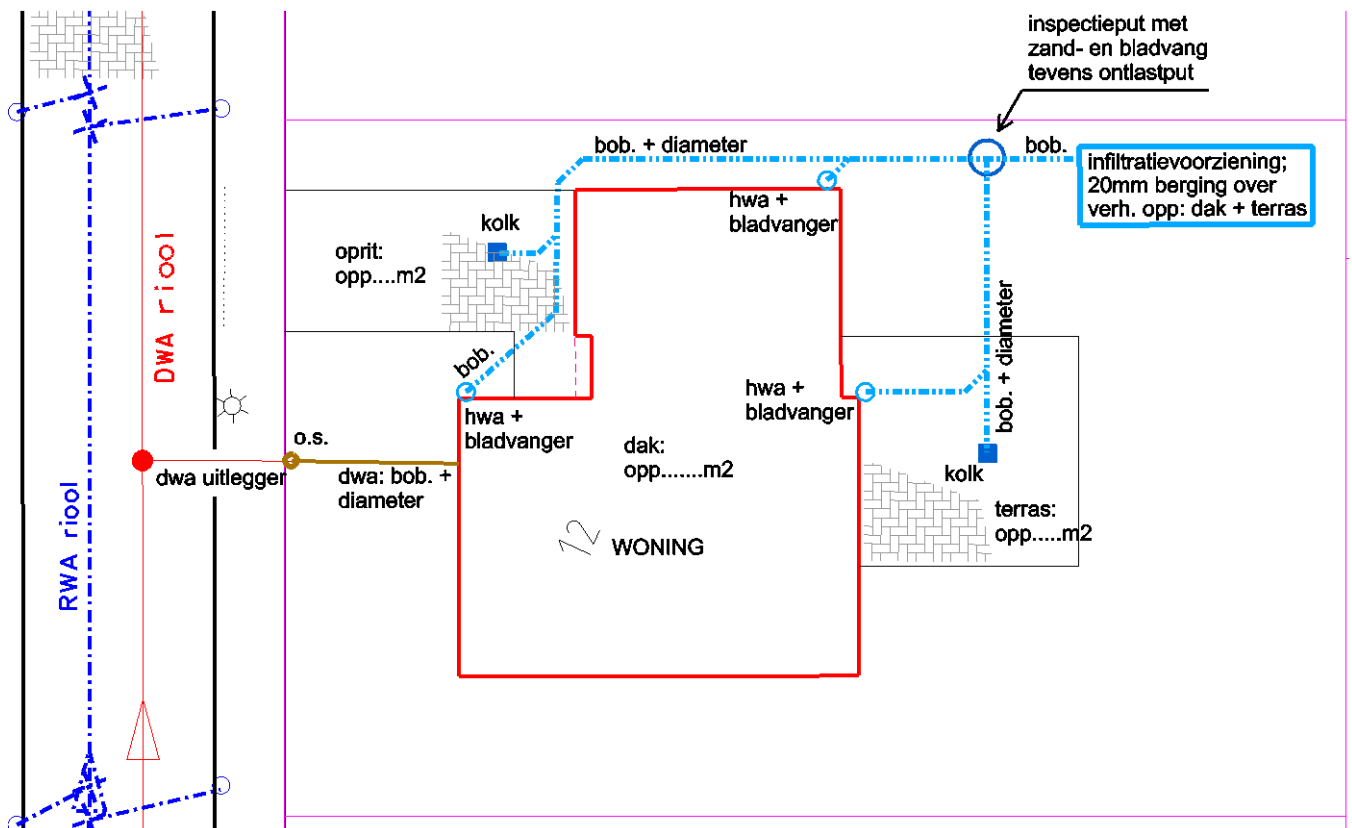 inspectieput met
zand- en bladvang
tevens ontlastput
bob. + diameter
bob.
infiltratievoorziening;
20mm berging over
verh. opp: dak + terras
hwa +
bladvanger
kolk
oprit:
opp....m2
DWA riool
bob.
bob. + diameter
hwa +
bladvanger
hwa +
bladvanger
o.s.
dak:
opp.......m2
dwa uitlegger
dwa: bob. +
diameter
kolk
terras:
opp.....m2
RWA riool
12
WONING